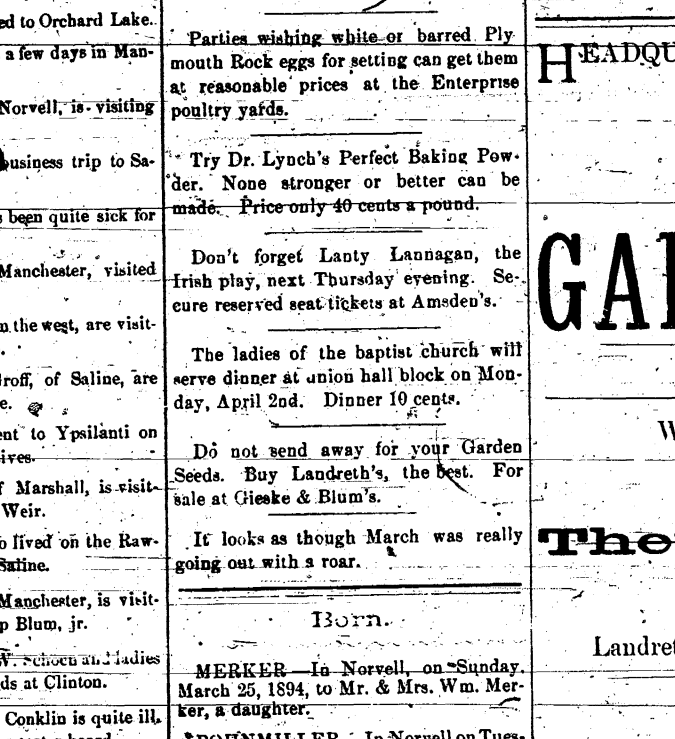 ed to Orchard Lake.
a few days in Man-
Norvell, is visiting
business trip to Sa-
been quite sick for
Manchester, visited
the west, are visit-
roff, of Saline, are
e.
ent to Ypsilanti on
ives.
Marshall, is visit-
Weir.
o lived on the Raw-
Saline.
Manchester, is visit-
p Blum, jr.
W. Schoen and ladies
ds at Clinton.
Conklin is quite ill,
Parties wishing white or barred Ply
mouth Rock eggs for setting can get them
at reasonable prices at the Enterprise
poultry yards.
Try Dr. Lynch's Perfect Baking Pow-
der. None stronger or better can be
made. Price only 40 cents a pound.
Don't forget Lanty Lannagan, the
Irish play, next Thursday evening. Se-
cure reserved seat tickets at Amsden's.
The ladies of the baptist church will
serve dinner at union hall block on Mon-
day, April 2nd. Dinner 10 cents.
Do not send away for your Garden
Seeds. Buy Landreth's, the best. For
sale at Gieske & Blum's.
It looks as though March was really
going out with a roar.
Born.
MERKER—In Norvell, on Sunday,
March 25, 1894, to Mr. & Mrs. Wm. Mer-
ker, a daughter.
In Norvell on Tues-
HEADQU
GA
W
The
Landret